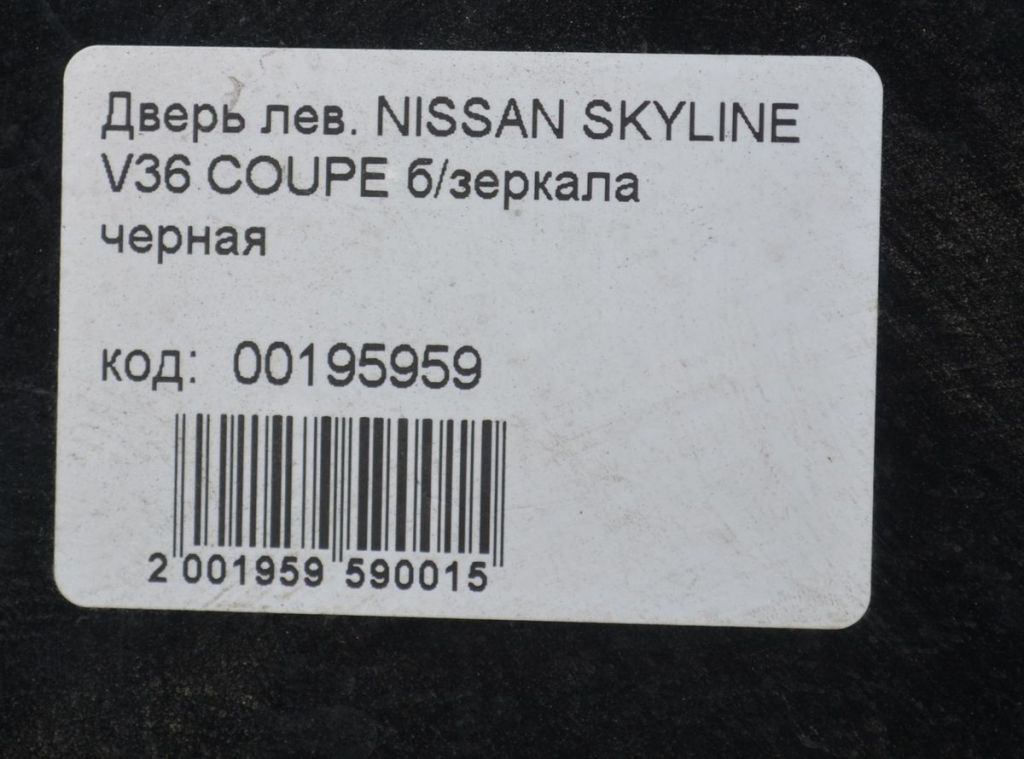 Дверь лев. NISSAN SKYLINE
V36 COUPE б/зеркала
черная
код: 00195959
2 001959 590015